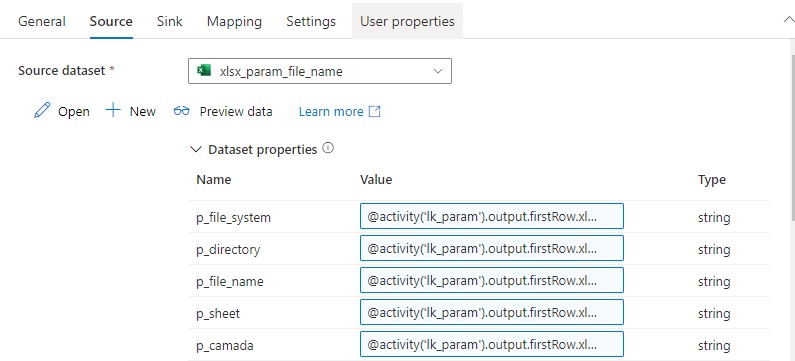 General Source Sink Mapping Settings User properties
Source dataset * xlsx_param_file_name
Open New Preview data Learn more
Dataset properties
Name Value Type
p_file_system @activity('lk_param').output.firstRow.xl... string
p_directory @activity('lk_param').output.firstRow.xl... string
p_file_name @activity('lk_param').output.firstRow.xl... string
p_sheet @activity('lk_param').output.firstRow.xl... string
p_camada @activity('lk_param').output.firstRow.xl... string